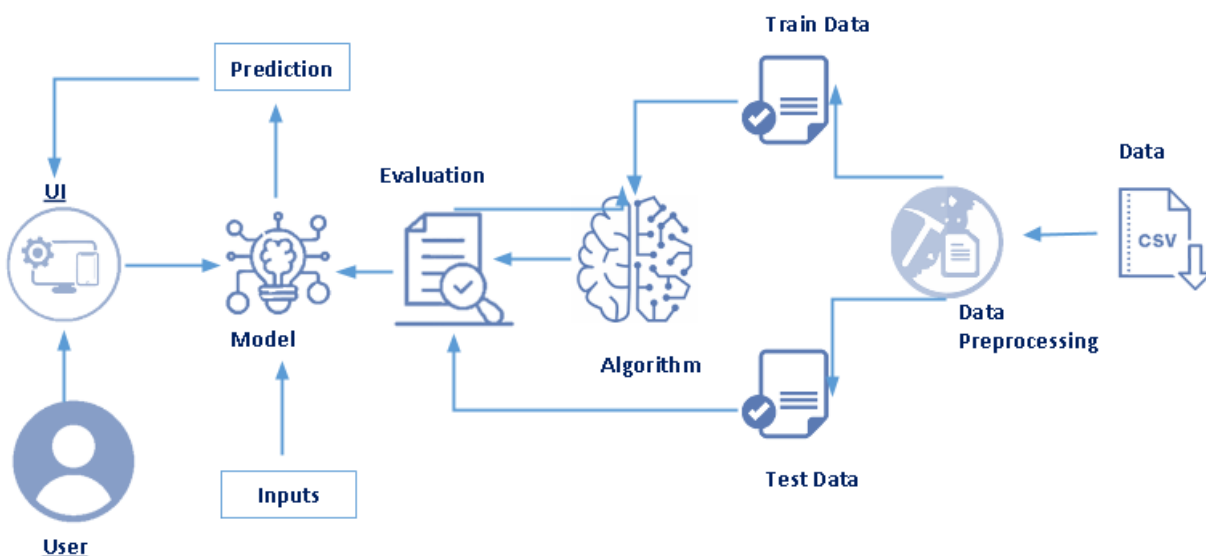 Train Data
Prediction
Data
Evaluation
UI
CSV
Model
Data
Preprocessing
Algorithm
Inputs
Test Data
User